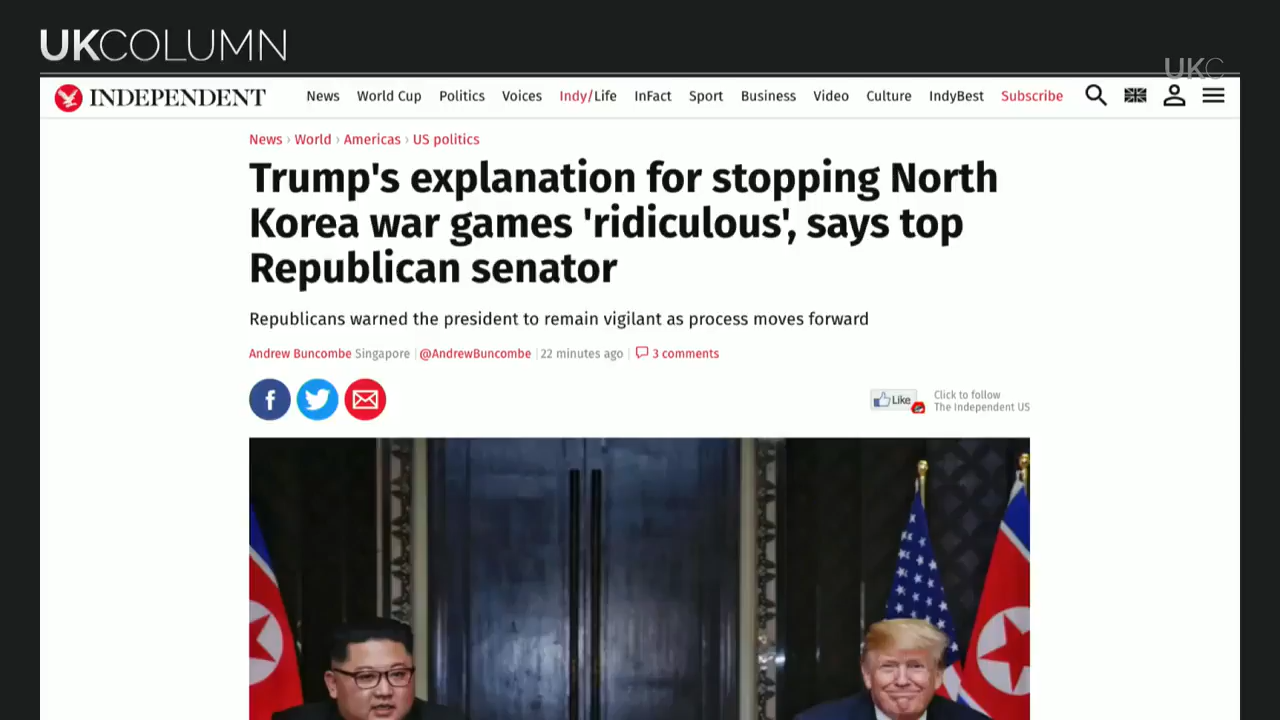 UKCOLUMN
UKC
INDEPENDENT News World Cup Politics Voices Indy/Life InFact Sport Business Video Culture IndyBest Subscribe
News › World › Americas › US politics
Trump's explanation for stopping North
Korea war games 'ridiculous', says top
Republican senator
Republicans warned the president to remain vigilant as process moves forward
Andrew Buncombe Singapore | @AndrewBuncombe | 22 minutes ago | 3 comments
f
Like
Click to follow
The Independent US